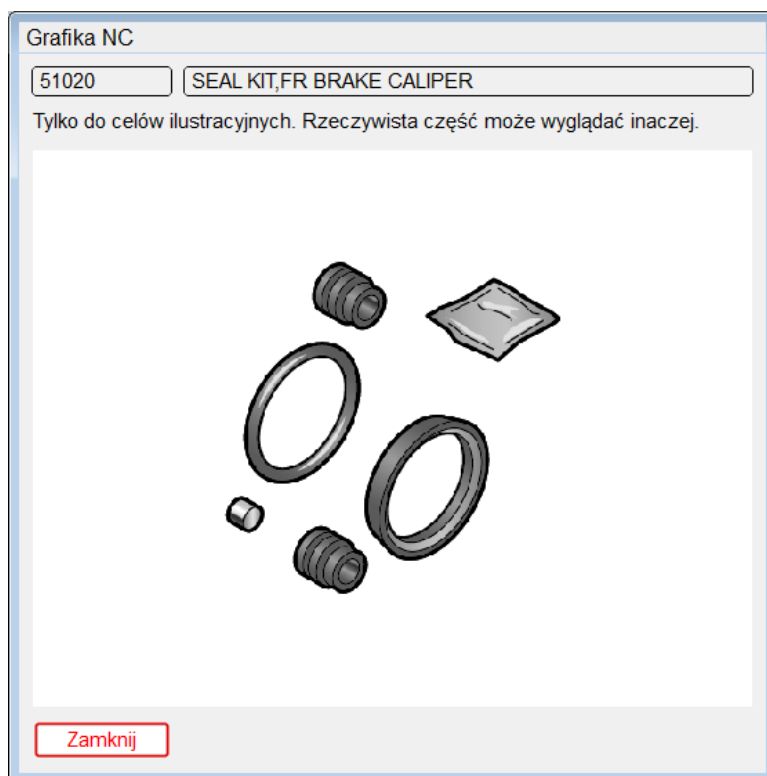 Grafika NC
51020 SEAL KIT,FR BRAKE CALIPER
Tylko do celów ilustracyjnych. Rzeczywista część może wyglądać inaczej.
Zamknij